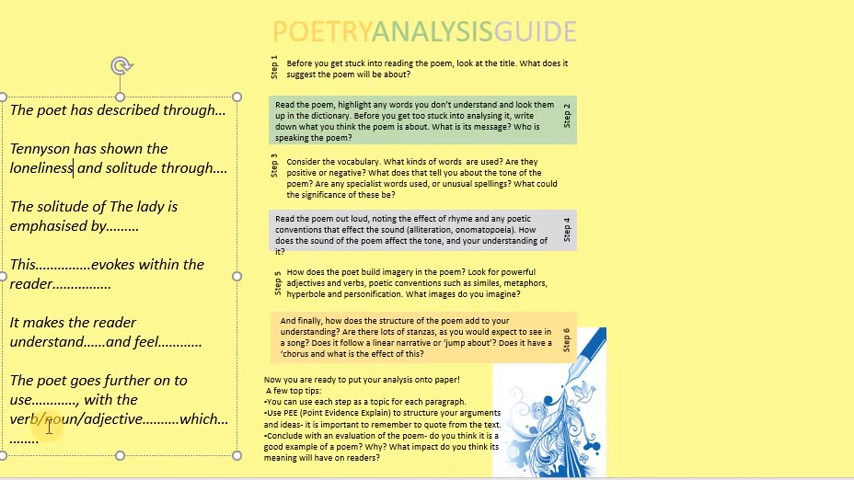 POETRYANALYSISGUIDE
The poet has described through...
Tennyson has shown the
loneliness and solitude through....
The solitude of The lady is
emphasised by.........
This...............evokes within the
reader................
It makes the reader
understand......and feel............
The poet goes further on to
use............, with the
verb/noun/adjective..........which...
........
Step 1
Before you get stuck into reading the poem, look at the title. What does it
suggest the poem will be about?
Read the poem, highlight any words you don't understand and look them
up in the dictionary. Before you get too stuck into analysing it, write
down what you think the poem is about. What is its message? Who is
speaking the poem?
Step 2
Step 3
Consider the vocabulary. What kinds of words are used? Are they
positive or negative? What does that tell you about the tone of the
poem? Are any specialist words used, or unusual spellings? What could
the significance of these be?
Read the poem out loud, noting the effect of rhyme and any poetic
conventions that effect the sound (alliteration, onomatopoeia). How
does the sound of the poem affect the tone, and your understanding of
it?
Step 4
Step 5
How does the poet build imagery in the poem? Look for powerful
adjectives and verbs, poetic conventions such as similes, metaphors,
hyperbole and personification. What images do you imagine?
And finally, how does the structure of the poem add to your
understanding? Are there lots of stanzas, as you would expect to see in
a song? Does it follow a linear narrative or 'jump about'? Does it have a
'chorus and what is the effect of this?
Step 6
Now you are ready to put your analysis onto paper!
A few top tips:
•You can use each step as a topic for each paragraph.
•Use PEE (Point Evidence Explain) to structure your arguments
and ideas- it is important to remember to quote from the text.
•Conclude with an evaluation of the poem- do you think it is a
good example of a poem? Why? What impact do you think its
meaning will have on readers?